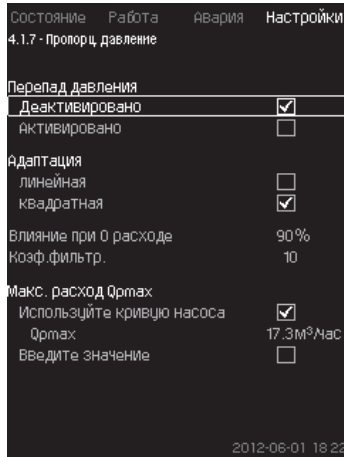 Состояние Работа Авария Настройки
4.1.7 - Пропорц. давление
Перепад давления
Деактивировано
Активировано
Адаптация
линейная
квадратная
Влияние при 0 расходе 90%
Коэф.фильтр. 10
Макс. расход Qpmax
Используйте кривую насоса
Qpmax 17.3м³/час
Введите значение
2012-06-01 18:22